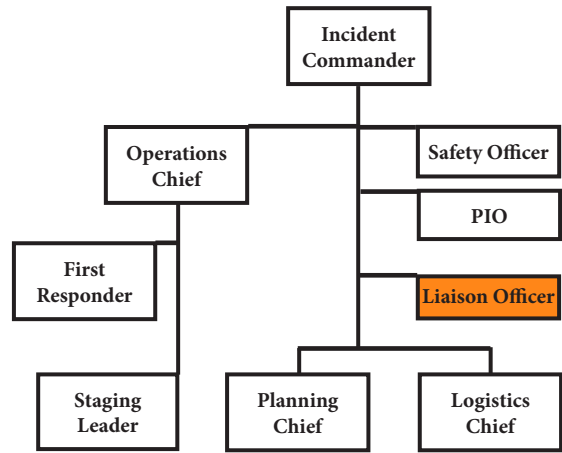 Incident
Commander
Operations
Chief
Safety Officer
PIO
First
Responder
Liaison Officer
Staging
Leader
Planning
Chief
Logistics
Chief